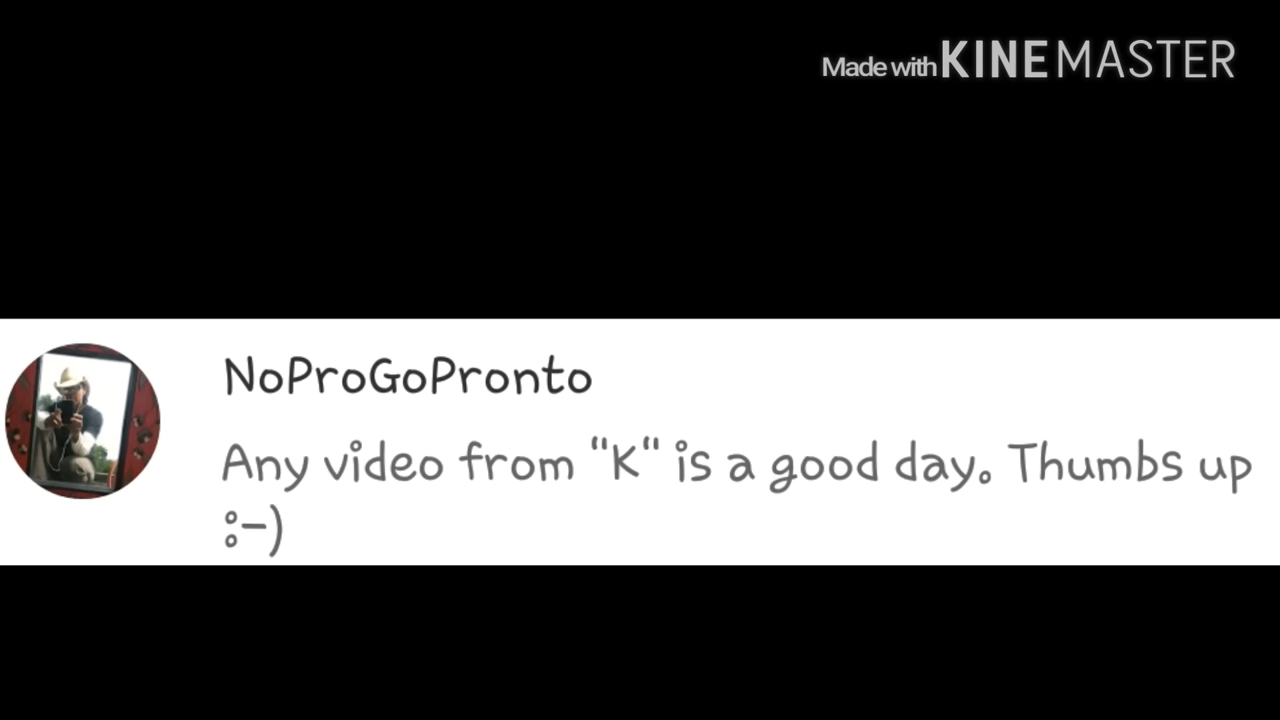 Made with KINEMASTER
NoProGoPronto
Any video from "K" is a good day. Thumbs up
:-)